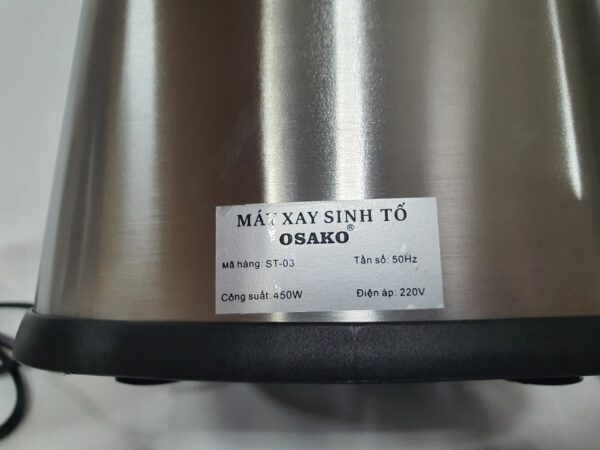 MÁY XAY SINH TỐ
OSAKO®
Mã hàng: ST-03 Tần số: 50Hz
Công suất: 450W Điện áp: 220V